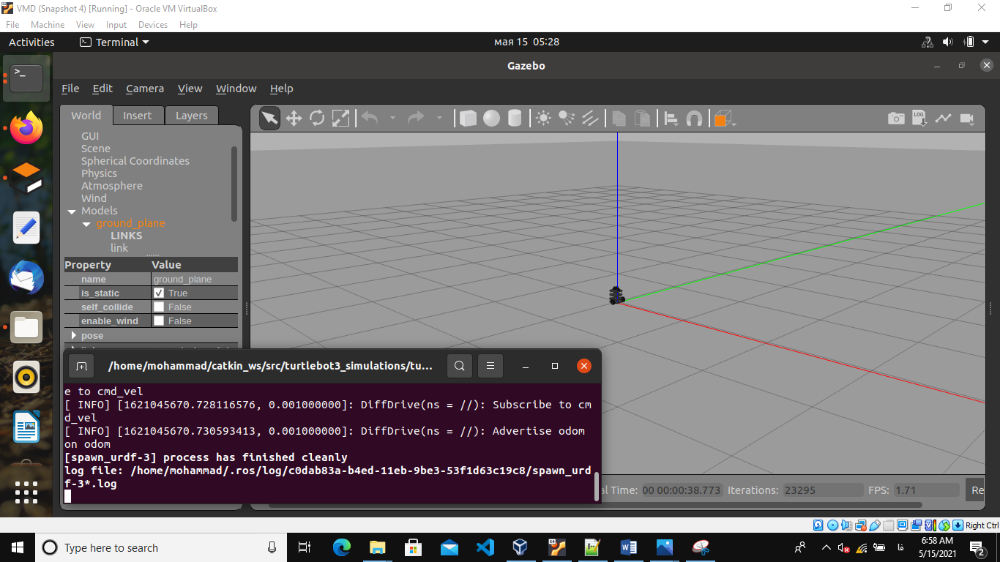 VMD (Snapshot 4) [Running] - Oracle VM VirtualBox
File Machine View Input Devices Help
Activities Terminal мая 15 05:28
Gazebo
File Edit Camera View Window Help
World Insert Layers
GUI
Scene
Spherical Coordinates
Physics
Atmosphere
Wind
Models
ground_plane
LINKS
link
Property Value
name ground_plane
is_static True
self_collide False
enable_wind False
pose
LOG
/home/mohammad/catkin_ws/src/turtlebot3_simulations/tu...
e to cmd_vel
[ INFO] [1621045670.728116576, 0.001000000]: DiffDrive(ns = //): Subscribe to cm
d_vel
[ INFO] [1621045670.730593413, 0.001000000]: DiffDrive(ns = //): Advertise odom
on odom
[spawn_urdf-3] process has finished cleanly
log file: /home/mohammad/.ros/log/c0dab83a-b4ed-11eb-9be3-53f1d63c19c8/spawn_urd
f-3*.log
al Time: 00 00:00:38.773 Iterations: 23295 FPS: 1.71 Re
Right Ctrl
Type here to search
فا
6:58 AM
5/15/2021
2